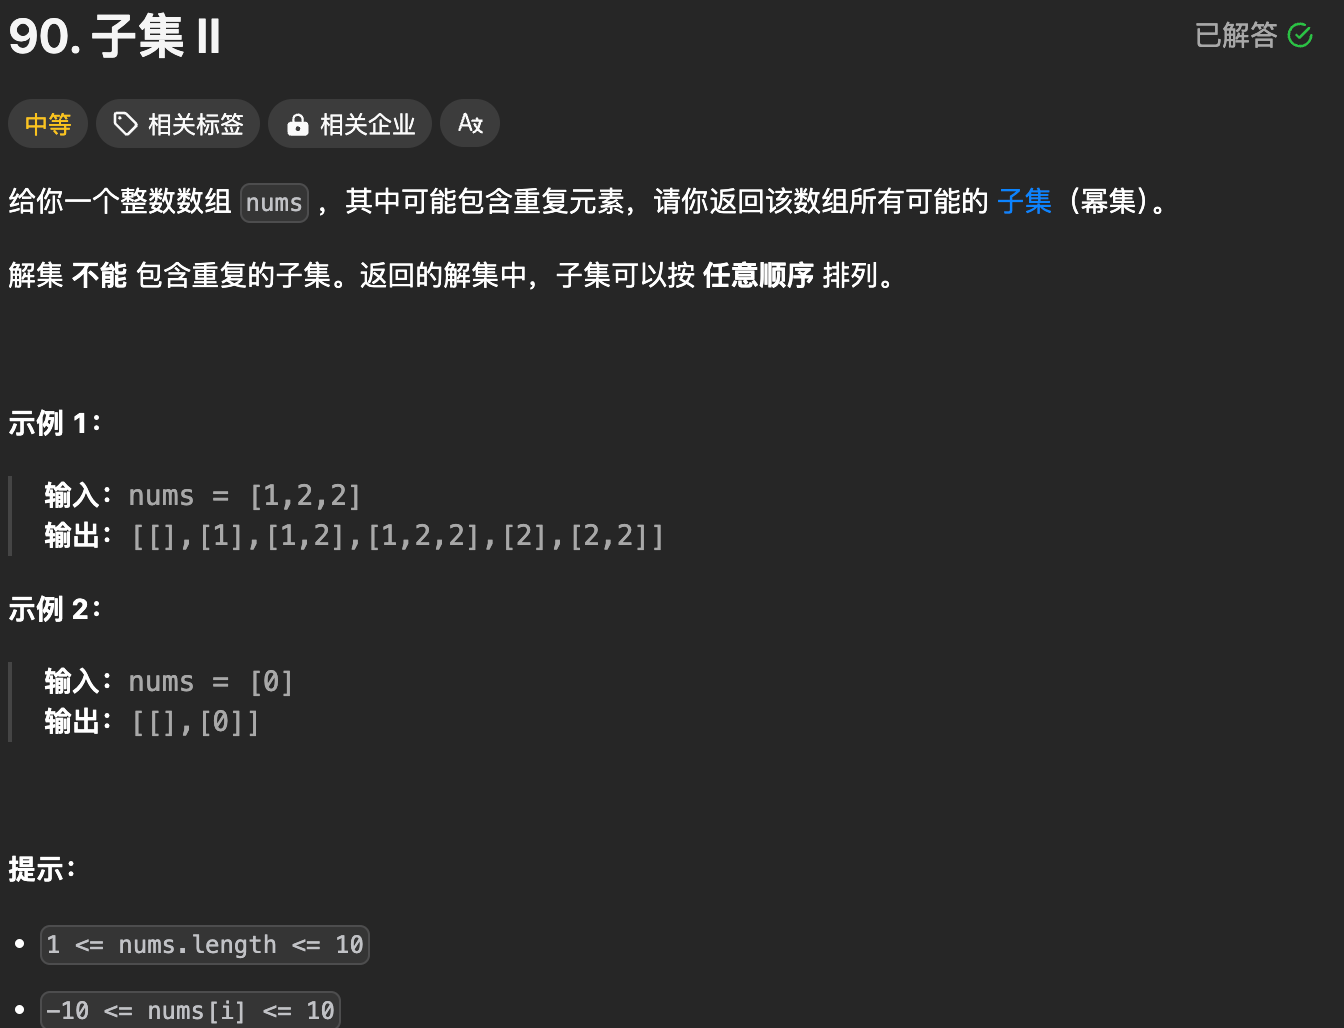 90. 子集 II
已解答
中等
相关标签
相关企业
给你一个整数数组 nums ，其中可能包含重复元素，请你返回该数组所有可能的 子集（幂集）。
解集 不能 包含重复的子集。返回的解集中，子集可以按 任意顺序 排列。
示例 1：
输入：nums = [1,2,2]
输出：[[],[1],[1,2],[1,2,2],[2],[2,2]]
示例 2：
输入：nums = [0]
输出：[[],[0]]
提示：
• 1 <= nums.length <= 10
• -10 <= nums[i] <= 10